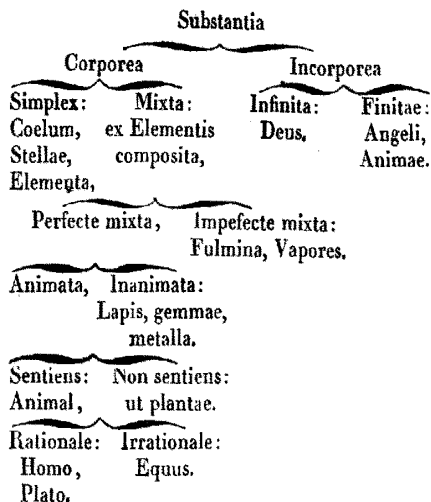 Substantia
Corporea Incorporea
Simplex: Mixta: Infinita: Finitae:
Coelum, ex Elementis Deus. Angeli,
Stellae, composita, Animae.
Elementa,
Perfecte mixta, Impefecte mixta:
Fulmina, Vapores.
Animata, Inanimata:
Lapis, gemmae,
metalla.
Sentiens: Non sentiens:
Animal, ut plantae.
Rationale: Irrationale:
Homo, Equus.
Plato.